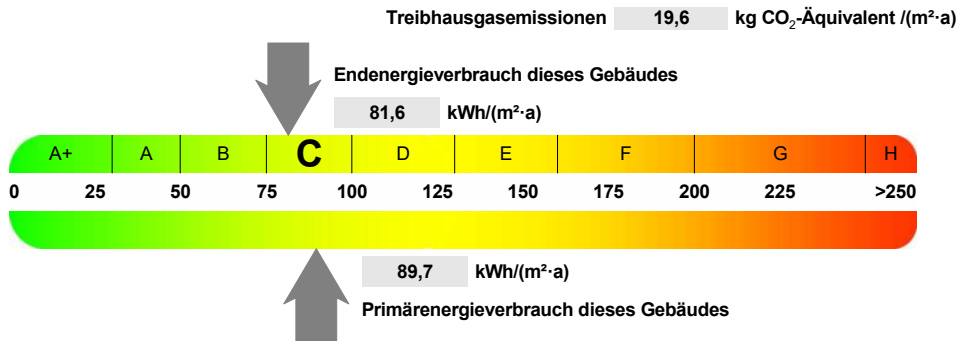 Treibhausgasemissionen 19,6 kg CO₂-Äquivalent /(m²·a)
Endenergieverbrauch dieses Gebäudes
81,6 kWh/(m²·a)
A+ A B C D E F G H
0 25 50 75 100 125 150 175 200 225 >250
89,7 kWh/(m²·a)
Primärenergieverbrauch dieses Gebäudes